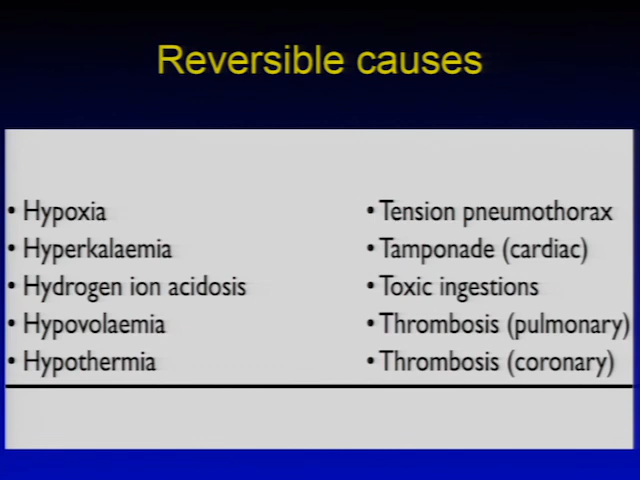 Reversible causes
• Hypoxia
• Hyperkalaemia
• Hydrogen ion acidosis
• Hypovolaemia
• Hypothermia
• Tension pneumothorax
• Tamponade (cardiac)
• Toxic ingestions
• Thrombosis (pulmonary)
• Thrombosis (coronary)